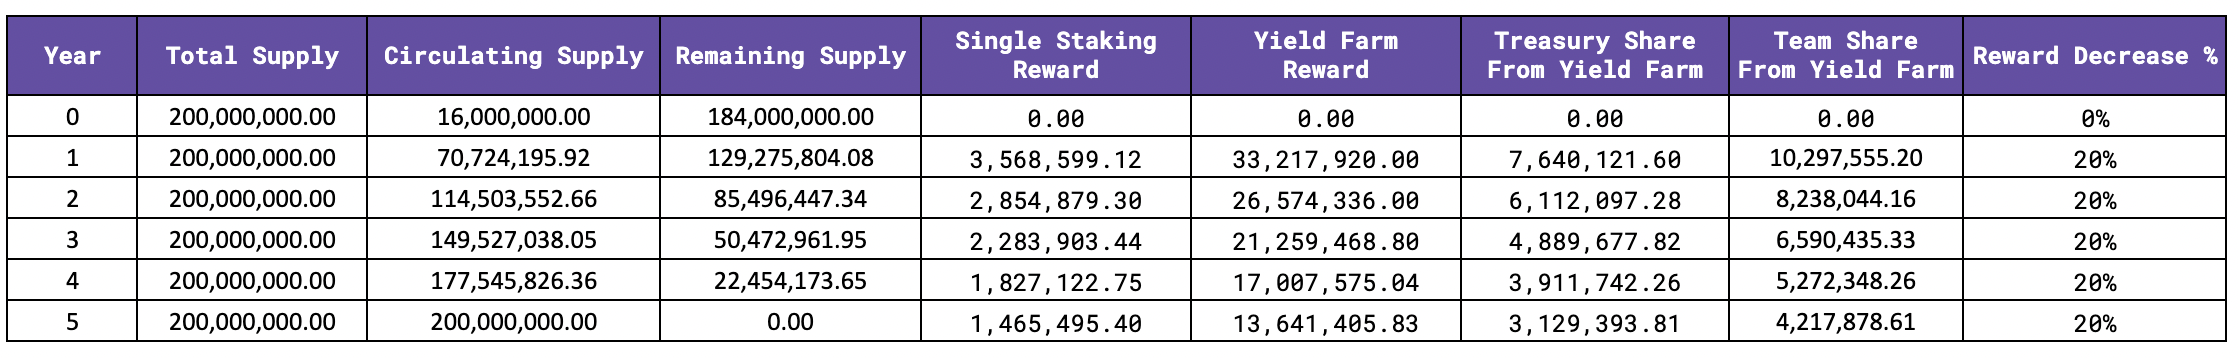 Year Total Supply Circulating Supply Remaining Supply Single Staking Reward Yield Farm Reward Treasury Share From Yield Farm Team Share From Yield Farm Reward Decrease %
0 200,000,000.00 16,000,000.00 184,000,000.00 0.00 0.00 0.00 0.00 0%
1 200,000,000.00 70,724,195.92 129,275,804.08 3,568,599.12 33,217,920.00 7,640,121.60 10,297,555.20 20%
2 200,000,000.00 114,503,552.66 85,496,447.34 2,854,879.30 26,574,336.00 6,112,097.28 8,238,044.16 20%
3 200,000,000.00 149,527,038.05 50,472,961.95 2,283,903.44 21,259,468.80 4,889,677.82 6,590,435.33 20%
4 200,000,000.00 177,545,826.36 22,454,173.65 1,827,122.75 17,007,575.04 3,911,742.26 5,272,348.26 20%
5 200,000,000.00 200,000,000.00 0.00 1,465,495.40 13,641,405.83 3,129,393.81 4,217,878.61 20%